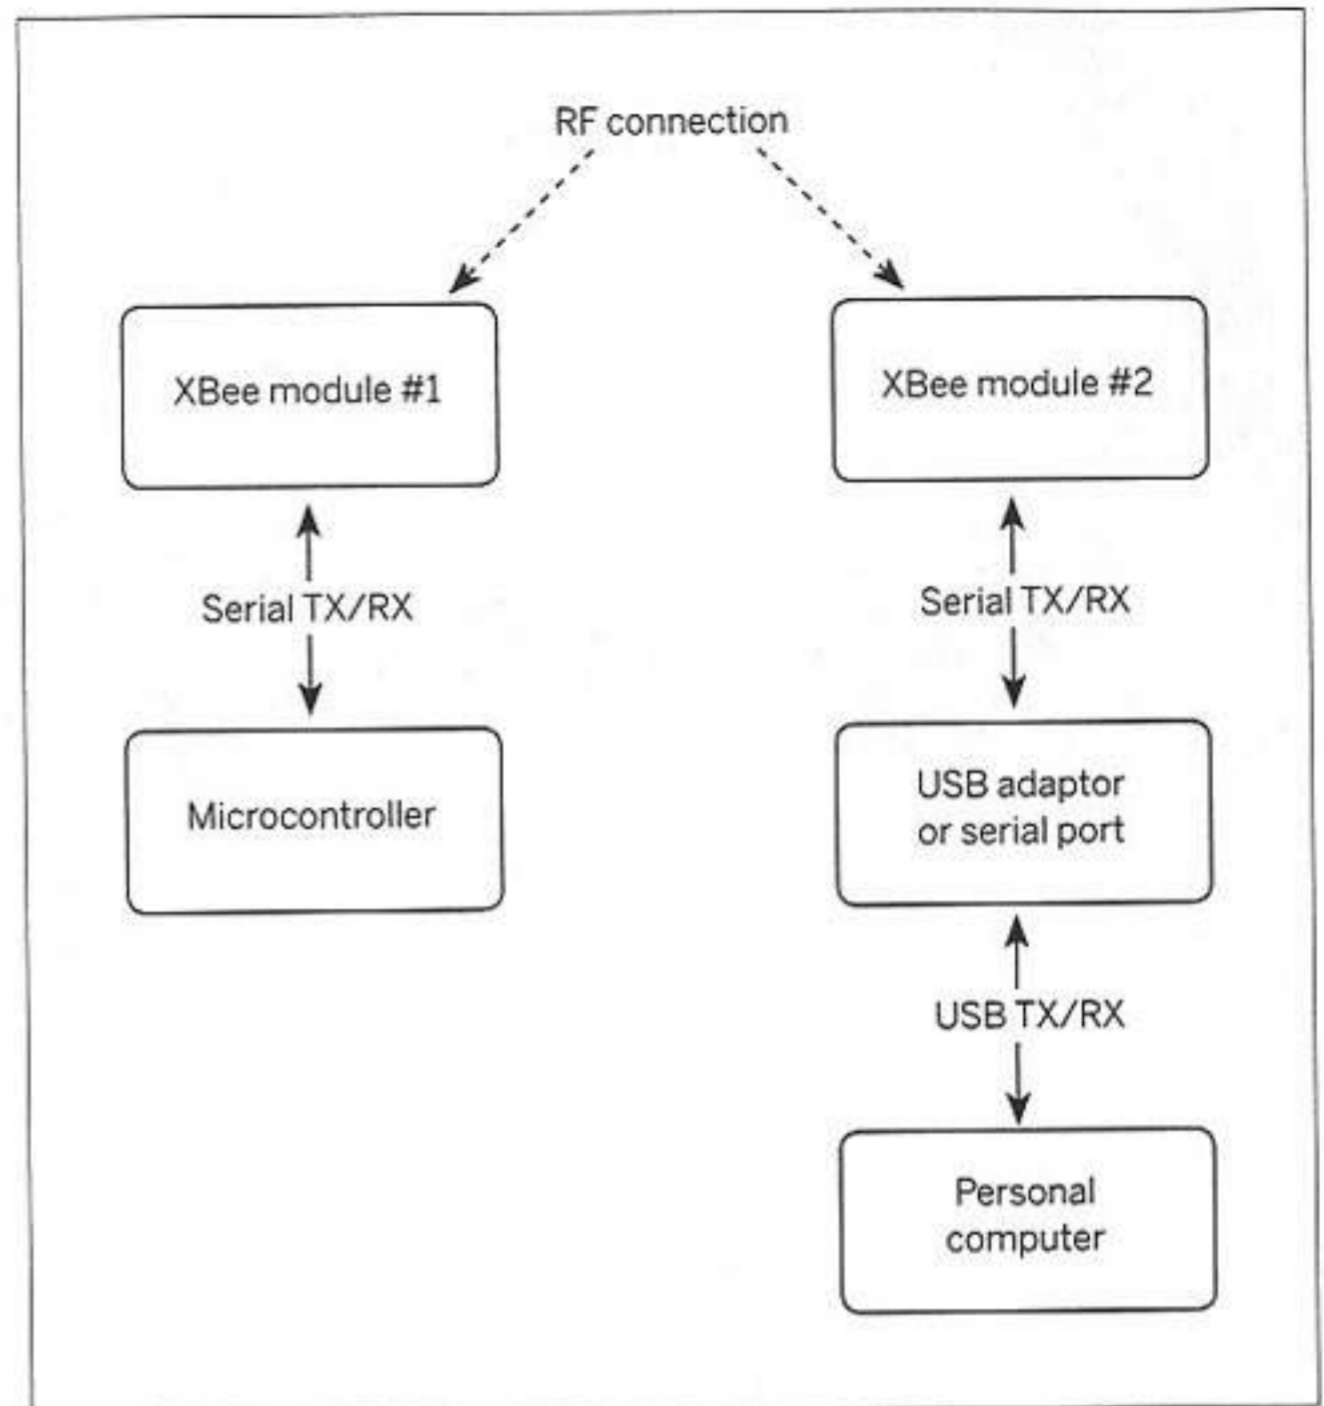 RF connection
XBee module #1
XBee module #2
Serial TX/RX
Serial TX/RX
Microcontroller
USB adaptor
or serial port
USB TX/RX
Personal
computer